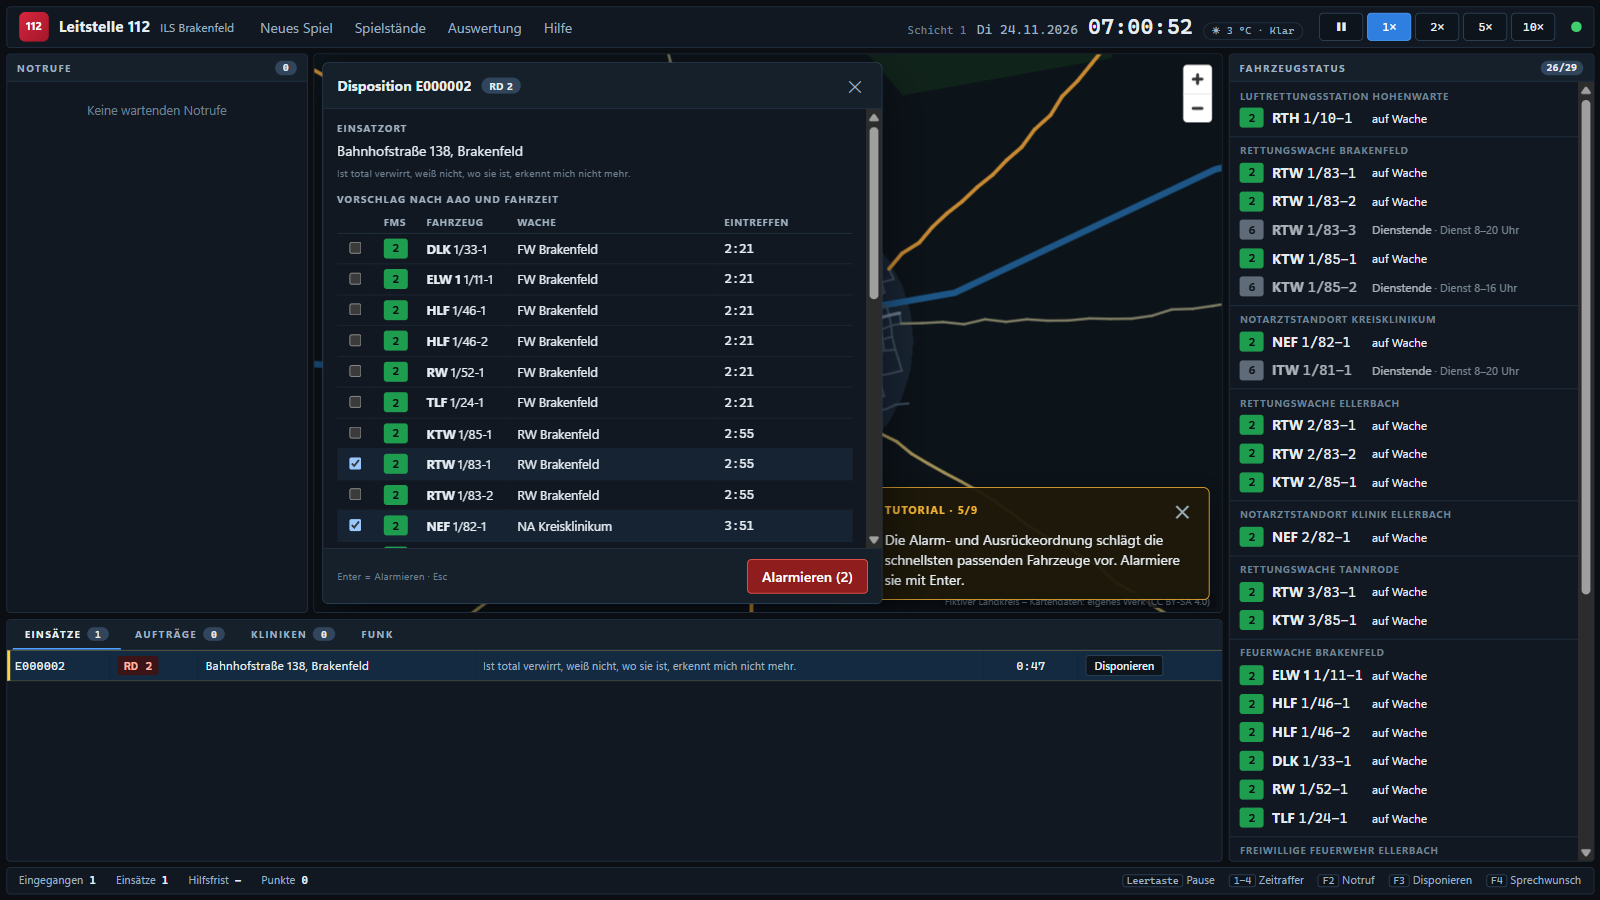 112 Leitstelle 112 ILS Brakenfeld Neues Spiel Spielstände Auswertung Hilfe Schicht 1 Di 24.11.2026 07:00:52 ☀ 3 °C · Klar 1× 2× 5× 10×
NOTRUFE 0
Keine wartenden Notrufe
Disposition E000002 RD 2
EINSATZORT
Bahnhofstraße 138, Brakenfeld
Ist total verwirrt, weiß nicht, wo sie ist, erkennt mich nicht mehr.
VORSCHLAG NACH AAO UND FAHRZEIT
FMS FAHRZEUG WACHE EINTREFFEN
2 DLK 1/33-1 FW Brakenfeld 2:21
2 ELW 1 1/11-1 FW Brakenfeld 2:21
2 HLF 1/46-1 FW Brakenfeld 2:21
2 HLF 1/46-2 FW Brakenfeld 2:21
2 RW 1/52-1 FW Brakenfeld 2:21
2 TLF 1/24-1 FW Brakenfeld 2:21
2 KTW 1/85-1 RW Brakenfeld 2:55
2 RTW 1/83-1 RW Brakenfeld 2:55
2 RTW 1/83-2 RW Brakenfeld 2:55
2 NEF 1/82-1 NA Kreisklinikum 3:51
Enter = Alarmieren · Esc Alarmieren (2)
+
−
TUTORIAL · 5/9
Die Alarm- und Ausrückeordnung schlägt die
schnellsten passenden Fahrzeuge vor. Alarmiere
sie mit Enter.
Fiktiver Landkreis – Kartendaten: eigenes Werk (CC BY-SA 4.0)
FAHRZEUGSTATUS 26/29
LUFTRETTUNGSSTATION HOHENWARTE
2 RTH 1/10-1 auf Wache
RETTUNGSWACHE BRAKENFELD
2 RTW 1/83-1 auf Wache
2 RTW 1/83-2 auf Wache
6 RTW 1/83-3 Dienstende · Dienst 8–20 Uhr
2 KTW 1/85-1 auf Wache
6 KTW 1/85-2 Dienstende · Dienst 8–16 Uhr
NOTARZTSTANDORT KREISKLINIKUM
2 NEF 1/82-1 auf Wache
6 ITW 1/81-1 Dienstende · Dienst 8–20 Uhr
RETTUNGSWACHE ELLERBACH
2 RTW 2/83-1 auf Wache
2 RTW 2/83-2 auf Wache
2 KTW 2/85-1 auf Wache
NOTARZTSTANDORT KLINIK ELLERBACH
2 NEF 2/82-1 auf Wache
RETTUNGSWACHE TANNRODE
2 RTW 3/83-1 auf Wache
2 KTW 3/85-1 auf Wache
FEUERWACHE BRAKENFELD
2 ELW 1 1/11-1 auf Wache
2 HLF 1/46-1 auf Wache
2 HLF 1/46-2 auf Wache
2 DLK 1/33-1 auf Wache
2 RW 1/52-1 auf Wache
2 TLF 1/24-1 auf Wache
FREIWILLIGE FEUERWEHR ELLERBACH
EINSÄTZE 1 AUFTRÄGE 0 KLINIKEN 0 FUNK
E000002 RD 2 Bahnhofstraße 138, Brakenfeld Ist total verwirrt, weiß nicht, wo sie ist, erkennt mich nicht mehr. 0:47 Disponieren
Eingegangen 1 Einsätze 1 Hilfsfrist – Punkte 0 Leertaste Pause 1–4 Zeitraffer F2 Notruf F3 Disponieren F4 Sprechwunsch